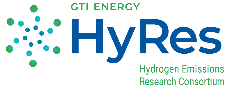 GTI ENERGY
HyRes
Hydrogen Emissions
Research Consortium